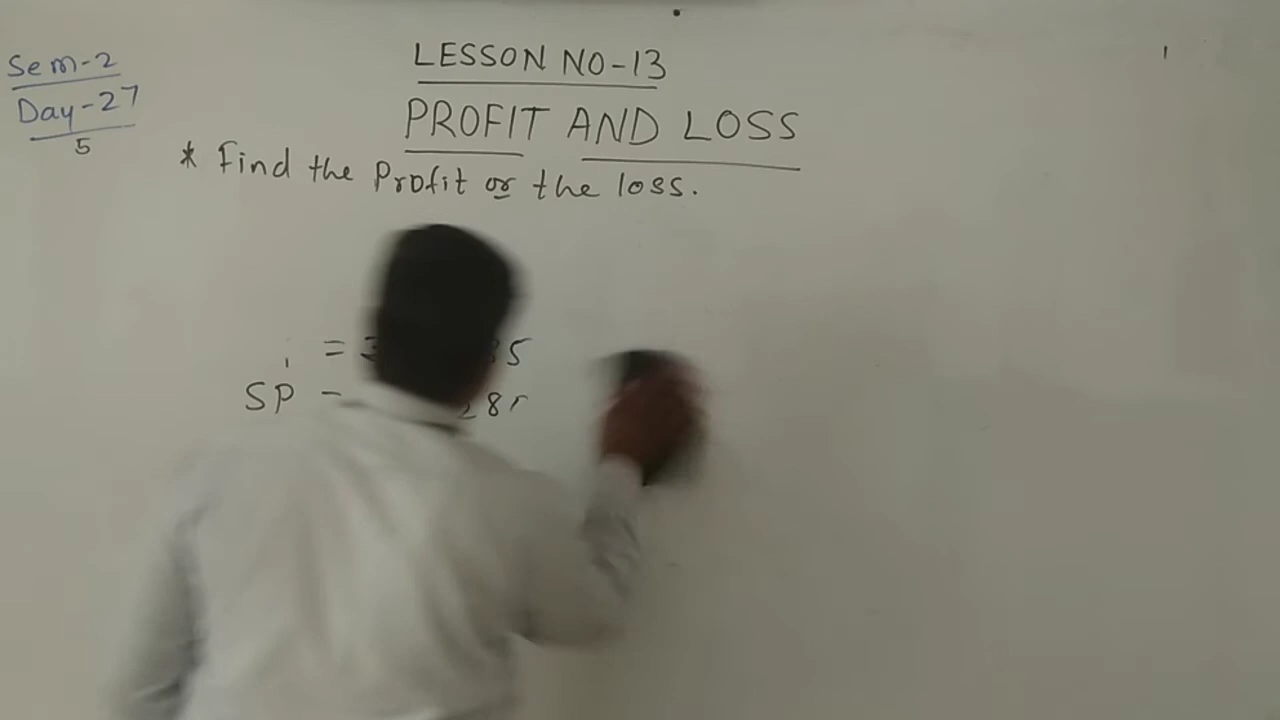 Sem-2
Day-27
5
LESSON NO-13
PROFIT AND LOSS
* Find the Profit or the loss.
=
SP